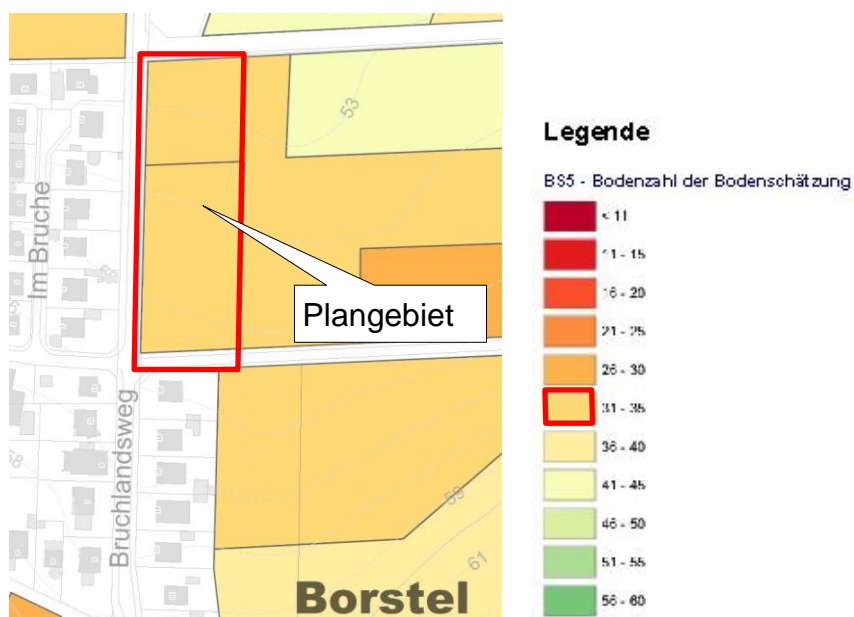 53
Im Bruche
Plangebiet
Bruchlandsweg
59
61
Borstel
Legende
BS5 - Bodenzahl der Bodenschätzung
< 11
11 - 15
16 - 20
21 - 25
26 - 30
31 - 35
36 - 40
41 - 45
46 - 50
51 - 55
56 - 60